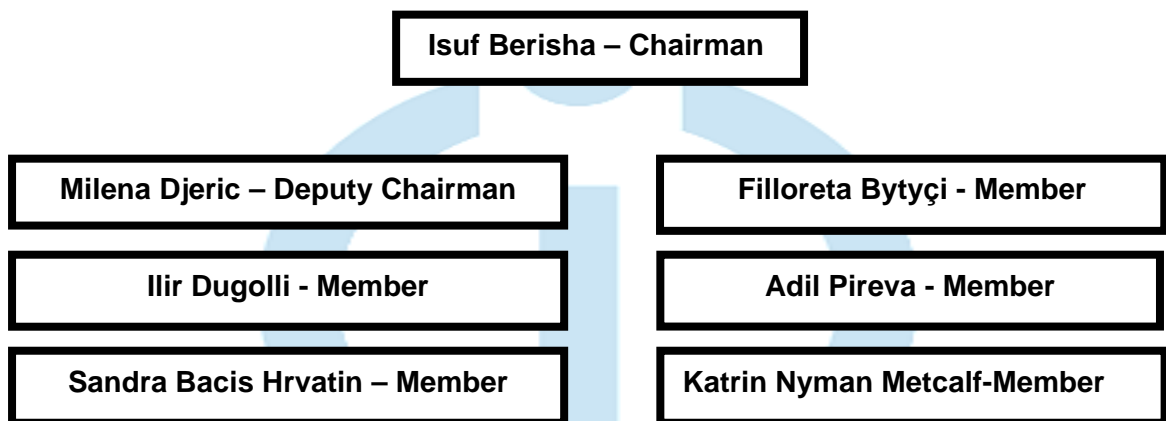 Isuf Berisha – Chairman
Milena Djeric – Deputy Chairman
Filloreta Bytyçi - Member
Ilir Dugolli - Member
Adil Pireva - Member
Sandra Bacis Hrvatin – Member
Katrin Nyman Metcalf-Member